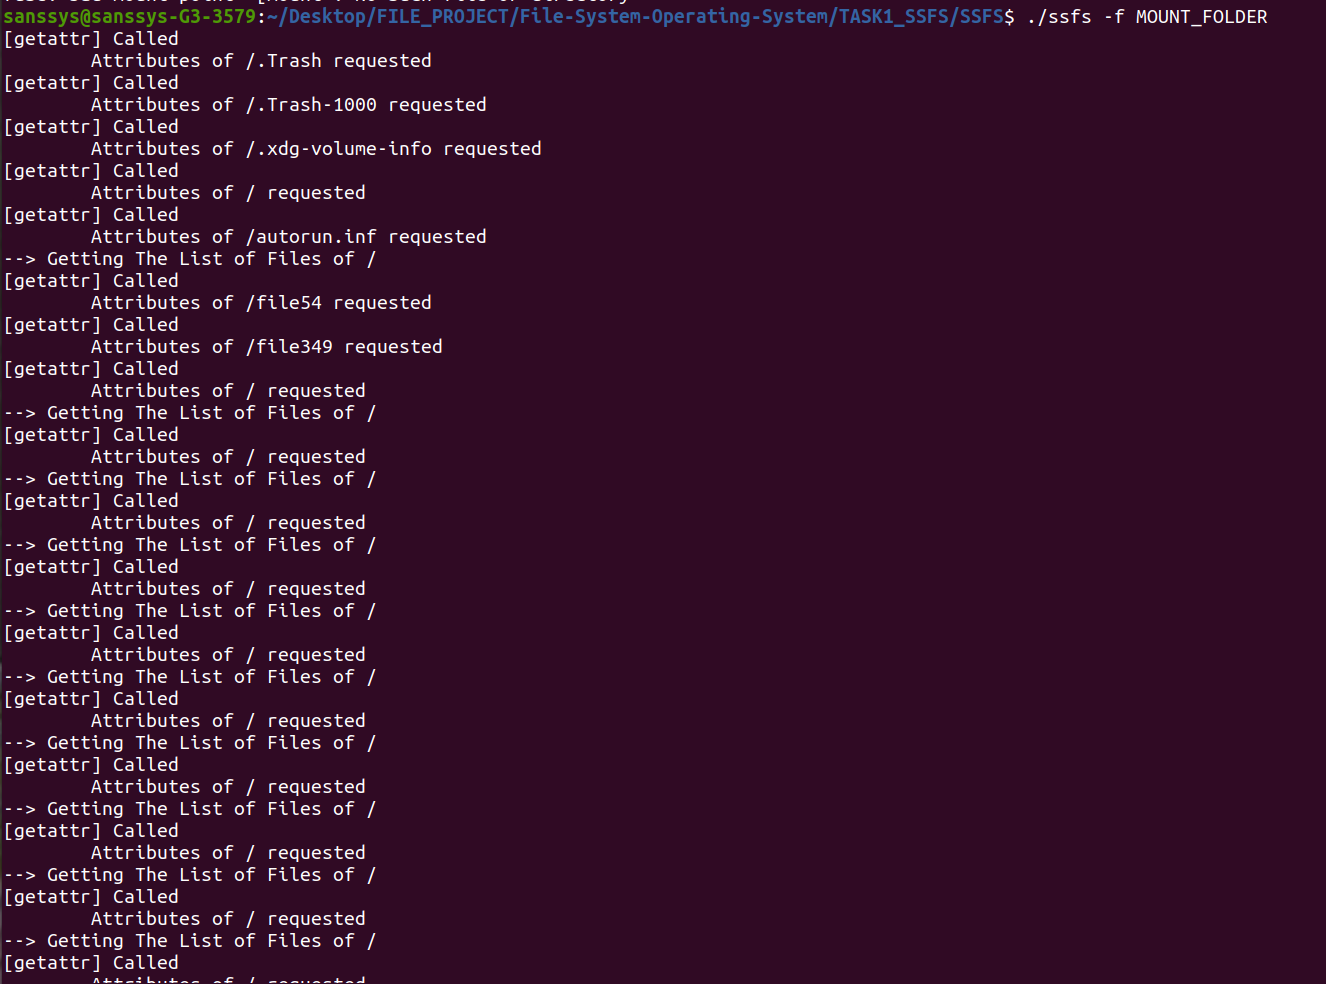 sanssys@sanssys-G3-3579:~/Desktop/FILE_PROJECT/File-System-Operating-System/TASK1_SSFS/SSFS$ ./ssfs -f MOUNT_FOLDER
[getattr] Called
Attributes of /.Trash requested
[getattr] Called
Attributes of /.Trash-1000 requested
[getattr] Called
Attributes of /.xdg-volume-info requested
[getattr] Called
Attributes of / requested
[getattr] Called
Attributes of /autorun.inf requested
--> Getting The List of Files of /
[getattr] Called
Attributes of /file54 requested
[getattr] Called
Attributes of /file349 requested
[getattr] Called
Attributes of / requested
--> Getting The List of Files of /
[getattr] Called
Attributes of / requested
--> Getting The List of Files of /
[getattr] Called
Attributes of / requested
--> Getting The List of Files of /
[getattr] Called
Attributes of / requested
--> Getting The List of Files of /
[getattr] Called
Attributes of / requested
--> Getting The List of Files of /
[getattr] Called
Attributes of / requested
--> Getting The List of Files of /
[getattr] Called
Attributes of / requested
--> Getting The List of Files of /
[getattr] Called
Attributes of / requested
--> Getting The List of Files of /
[getattr] Called
Attributes of / requested
--> Getting The List of Files of /
[getattr] Called
Attributes of / requested